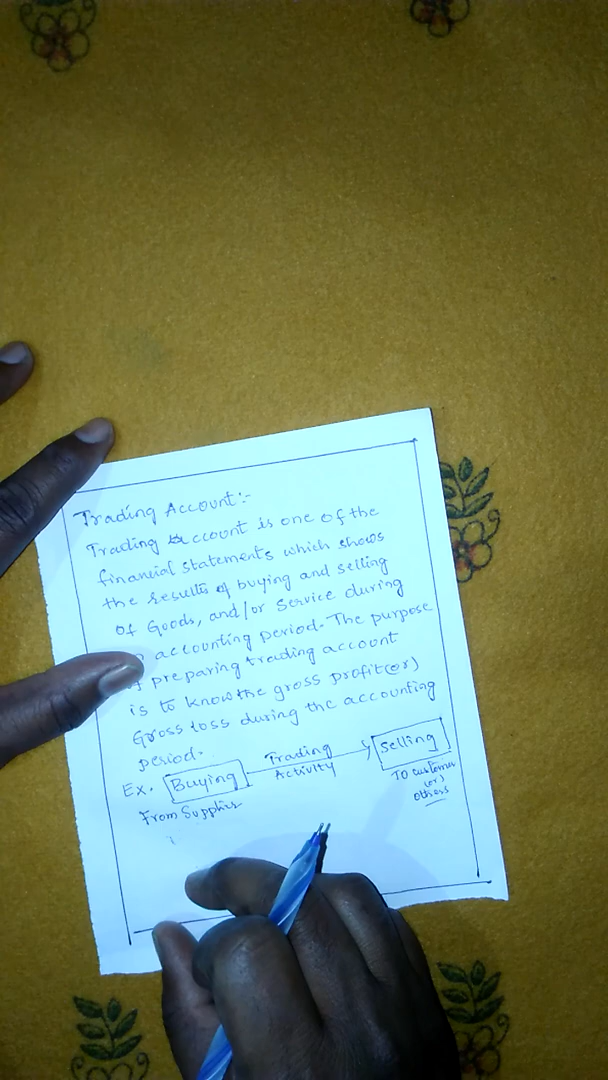 Trading Account:-
Trading Account is one of the
financial statements which shows
the results of buying and selling
of Goods, and/or Service during
accounting period. The purpose
preparing trading account
is to know the gross profit (or)
Gross loss during the accounting
period.
Ex. Buying Trading Activity Selling
From Supplies
To customer
(or)
others